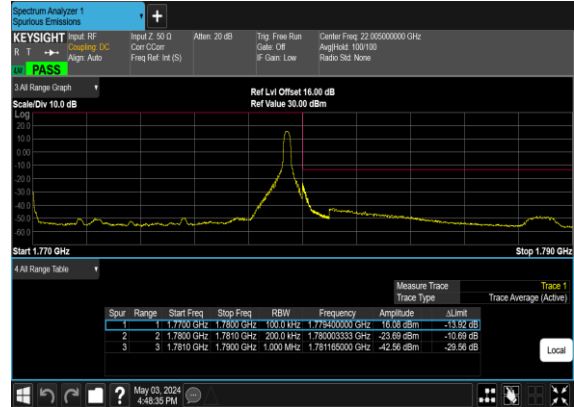 Spectrum Analyzer 1
Spurious Emissions
KEYSIGHT Input: RF Input Z: 50 Ω Atten: 20 dB Trig: Free Run Center Freq: 22.005000000 GHz
R T Coupling: DC Corr CCorr Gate: Off Avg|Hold: 100/100
Align: Auto Freq Ref: Int (S) IF Gain: Low Radio Std: None
PASS
3 All Range Graph
Ref Lvl Offset 16.00 dB
Scale/Div 10.0 dB Ref Value 30.00 dBm
Log
20.0
10.0
0.00
-10.0
-20.0
-30.0
-40.0
-50.0
-60.0
Start 1.770 GHz Stop 1.790 GHz
4 All Range Table
Measure Trace Trace 1
Trace Type Trace Average (Active)
Spur Range Start Freq Stop Freq RBW Frequency Amplitude ΔLimit
1 1 1.7700 GHz 1.7800 GHz 100.0 kHz 1.779400000 GHz 16.08 dBm -13.92 dB
2 2 1.7800 GHz 1.7810 GHz 200.0 kHz 1.780003333 GHz -23.69 dBm -10.69 dB
3 3 1.7810 GHz 1.7900 GHz 1.000 MHz 1.781165000 GHz -42.56 dBm -29.56 dB
Local
May 03, 2024
4:48:35 PM